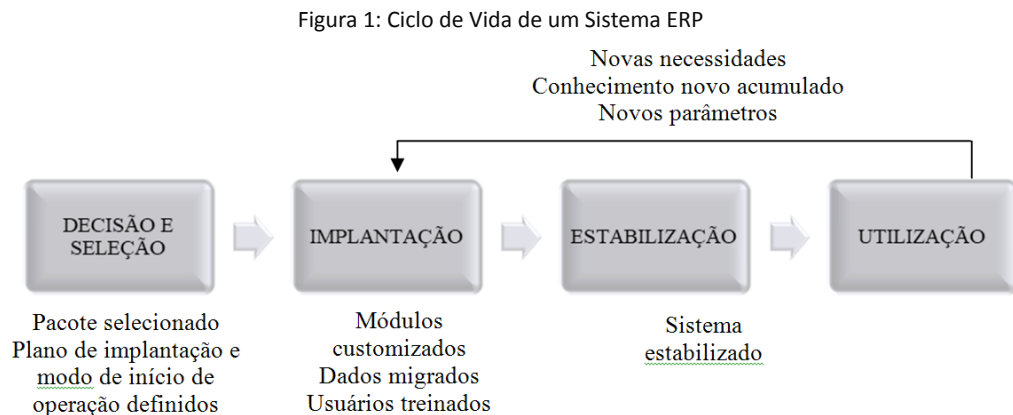 Figura 1: Ciclo de Vida de um Sistema ERP
Novas necessidades
Conhecimento novo acumulado
Novos parâmetros
DECISÃO E
SELEÇÃO
IMPLANTAÇÃO
ESTABILIZAÇÃO
UTILIZAÇÃO
Pacote selecionado
Plano de implantação e
modo de início de
operação definidos
Módulos
customizados
Dados migrados
Usuários treinados
Sistema
estabilizado